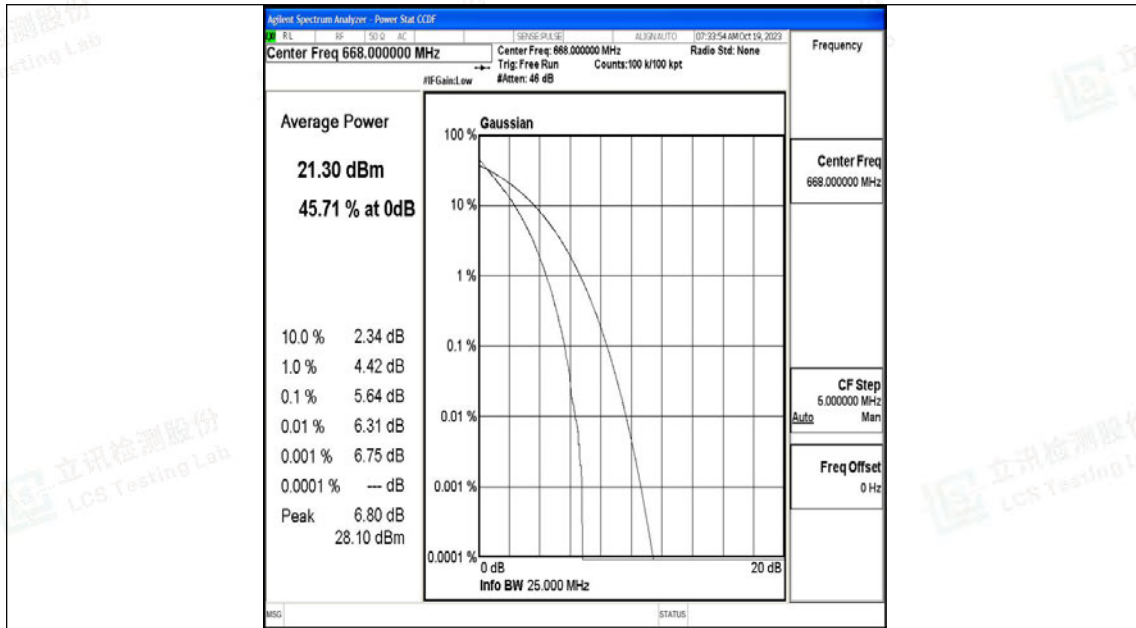 Agilent Spectrum Analyzer - Power Stat CCDF
RL RF 50 Ω AC SENSE:PULSE ALIGNAUTO 07:33:54 AM Oct 19, 2023
Center Freq 668.000000 MHz
Center Freq: 668.000000 MHz Radio Std: None
Trig: Free Run Counts:100 k/100 kpt
#IFGain:Low #Atten: 46 dB
Frequency
Average Power
21.30 dBm
45.71 % at 0dB
10.0 % 2.34 dB
1.0 % 4.42 dB
0.1 % 5.64 dB
0.01 % 6.31 dB
0.001 % 6.75 dB
0.0001 % --- dB
Peak 6.80 dB
28.10 dBm
Gaussian
100 %
10 %
1 %
0.1 %
0.01 %
0.001 %
0.0001 %
0 dB 20 dB
Info BW 25.000 MHz
Center Freq
668.000000 MHz
CF Step
5.000000 MHz
Auto Man
Freq Offset
0 Hz
MSG STATUS
立讯检测股份
LCS Testing Lab